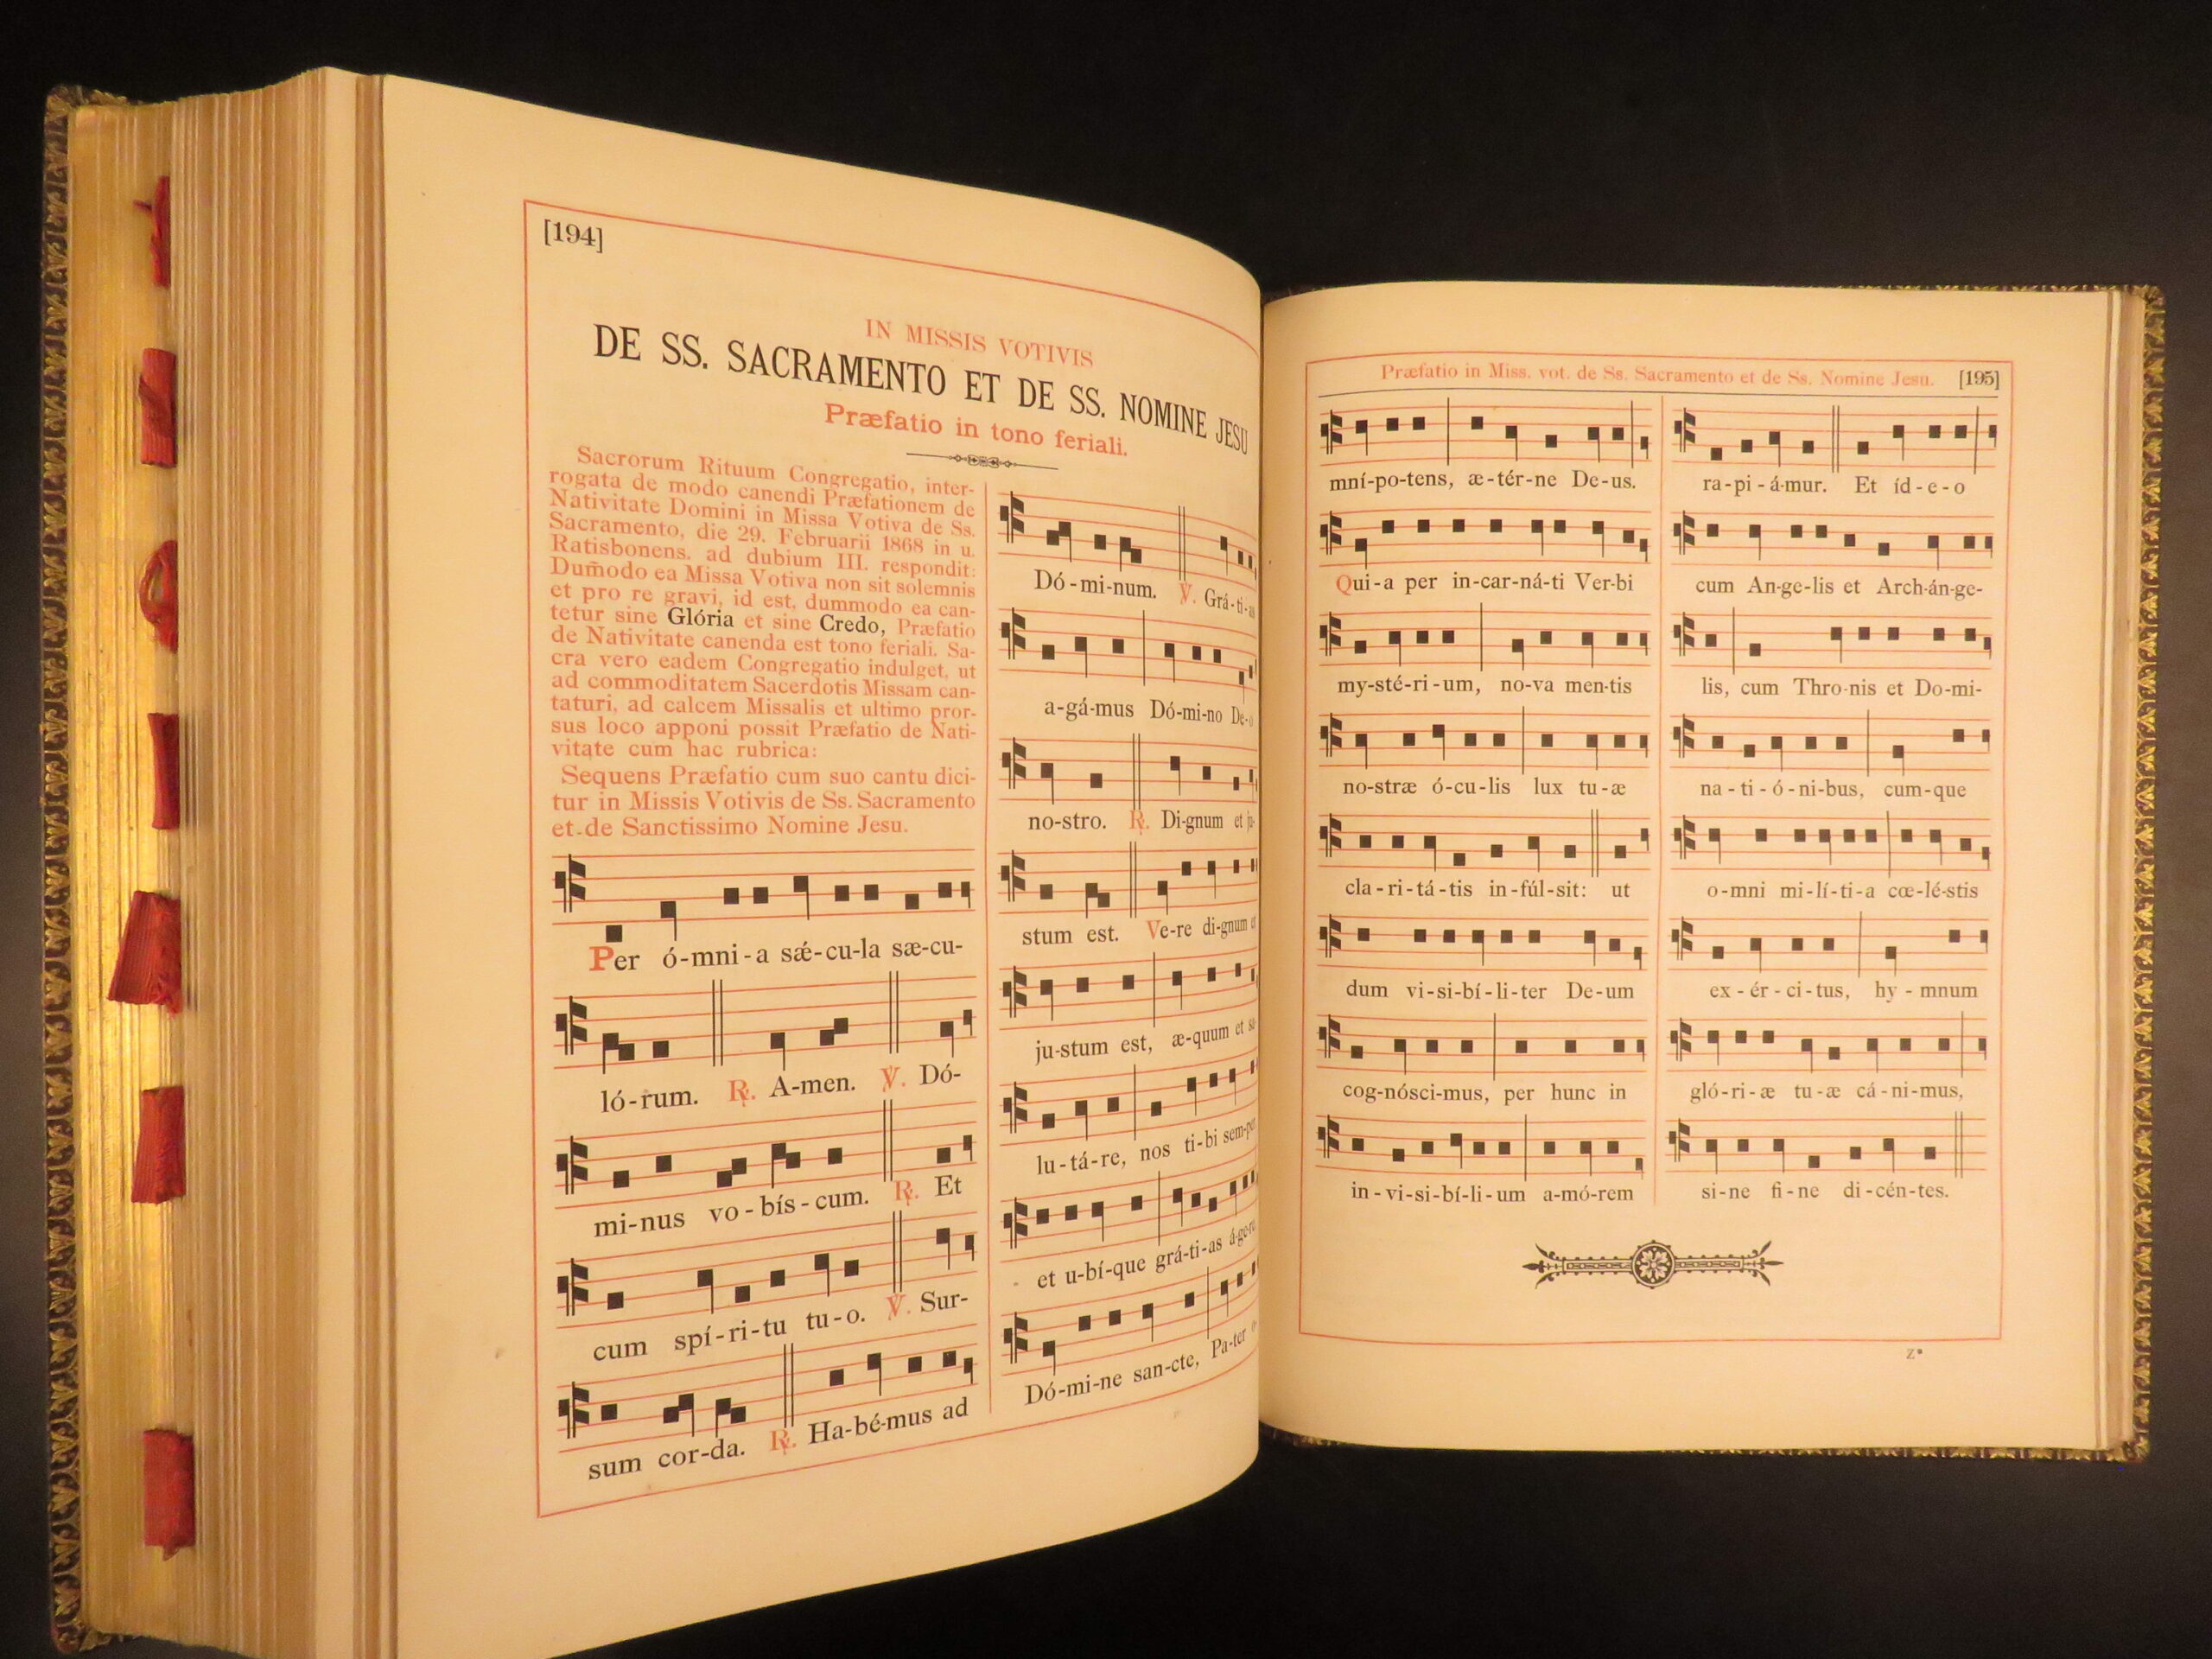 [194]
IN MISSIS VOTIVIS
DE SS. SACRAMENTO ET DE SS. NOMINE JESU
Præfatio in tono feriali.
Sacrorum Rituum Congregatio, inter-
rogata de modo canendi Præfationem de
Nativitate Domini in Missa Votiva de Ss.
Sacramento, die 29. Februarii 1868 in u.
Ratisbonens. ad dubium III. respondit:
Dum̄odo ea Missa Votiva non sit solemnis
et pro re gravi, id est, dummodo ea can-
tetur sine Glória et sine Credo, Præfatio
de Nativitate canenda est tono feriali. Sa-
cra vero eadem Congregatio indulget, ut
ad commoditatem Sacerdotis Missam can-
taturi, ad calcem Missalis et ultimo pror-
sus loco apponi possit Præfatio de Nati-
vitate cum hac rubrica:
Sequens Præfatio cum suo cantu dici-
tur in Missis Votivis de Ss. Sacramento
et de Sanctissimo Nomine Jesu.
Per ó-mni-a sǽ-cu-la sæ-cu-
ló-rum. ℟. A-men. ℣. Dó-
mi-nus vo-bís-cum. ℟. Et
cum spí-ri-tu tu-o. ℣. Sur-
sum cor-da. ℟. Ha-bé-mus ad
Dó-mi-num. ℣. Grá-ti-as
a-gá-mus Dó-mi-no De-o
no-stro. ℟. Di-gnum et ju-
stum est. Ve-re di-gnum et
ju-stum est, æ-quum et sa-
lu-tá-re, nos ti-bi sem-per
et u-bí-que grá-ti-as á-ge-re
Dó-mi-ne san-cte, Pa-ter o-
Præfatio in Miss. vot. de Ss. Sacramento et de Ss. Nomine Jesu. [195]
mní-po-tens, æ-tér-ne De-us.
Qui-a per in-car-ná-ti Ver-bi
my-sté-ri-um, no-va men-tis
no-stræ ó-cu-lis lux tu-æ
cla-ri-tá-tis in-fúl-sit: ut
dum vi-si-bí-li-ter De-um
cog-nósci-mus, per hunc in
in-vi-si-bí-li-um a-mó-rem
ra-pi-á-mur. Et íd-e-o
cum An-ge-lis et Arch-án-ge-
lis, cum Thro-nis et Do-mi-
na-ti-ó-ni-bus, cum-que
o-mni mi-lí-ti-a cœ-lé-stis
ex-ér-ci-tus, hy-mnum
gló-ri-æ tu-æ cá-ni-mus,
si-ne fi-ne di-cén-tes.
z*